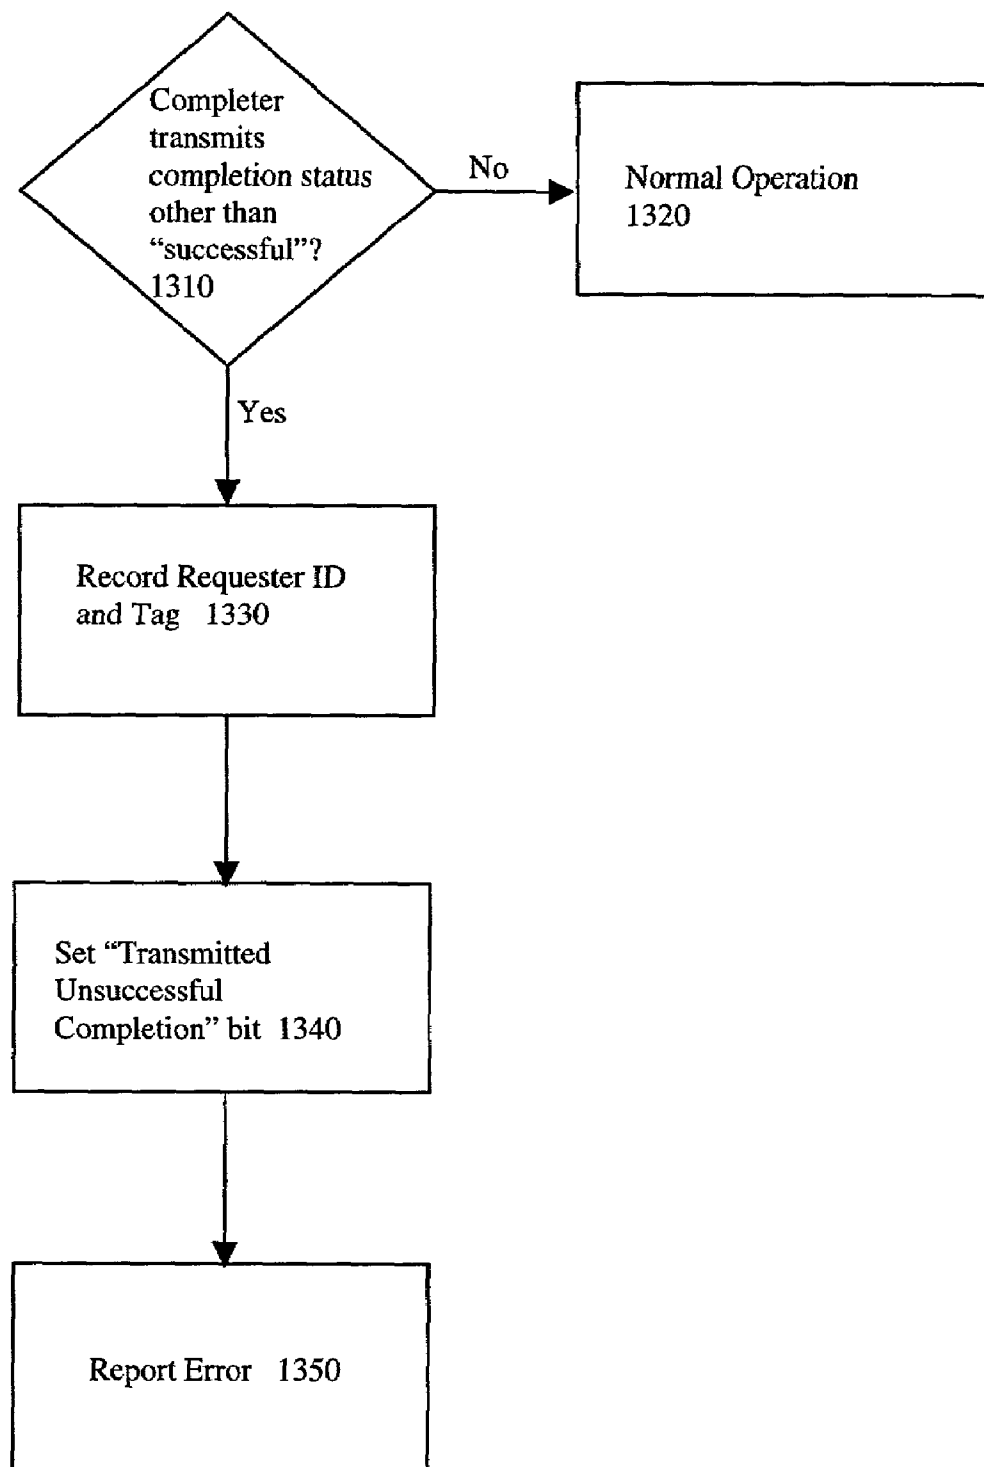 Completer
transmits
completion status
other than
“successful”?
1310
No
Normal Operation
1320
Yes
Record Requester ID
and Tag 1330
Set “Transmitted
Unsuccessful
Completion” bit 1340
Report Error 1350